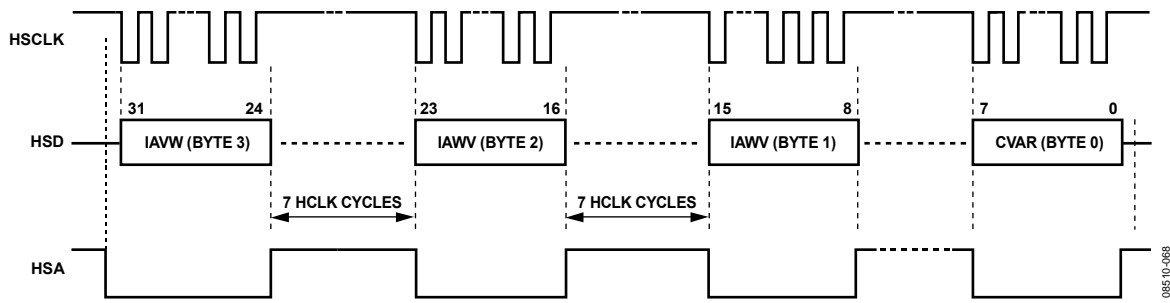 HSCLK
31 24 23 16 15 8 7 0
HSD IAVW (BYTE 3) IAWV (BYTE 2) IAWV (BYTE 1) CVAR (BYTE 0)
7 HCLK CYCLES 7 HCLK CYCLES
HSA
08510-068